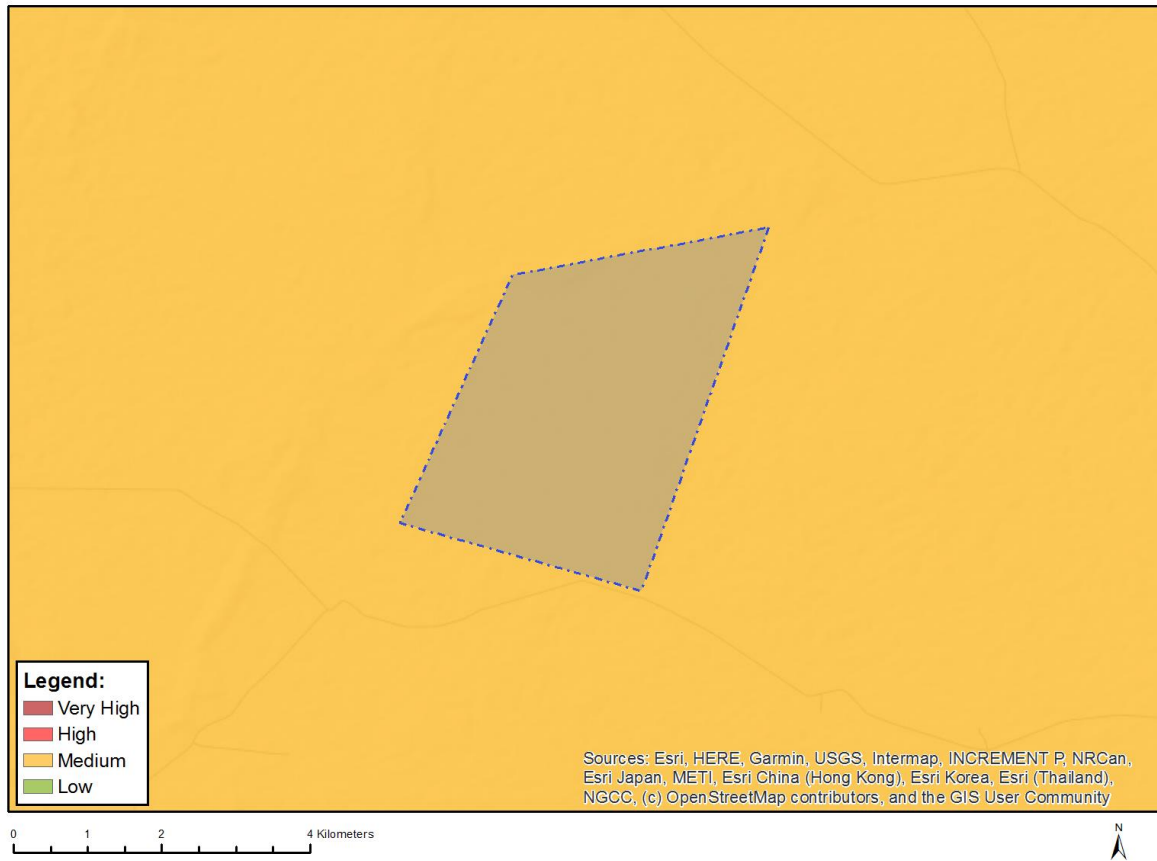 Legend:
Very High
High
Medium
Low
Sources: Esri, HERE, Garmin, USGS, Intermap, INCREMENT P, NRCan,
Esri Japan, METI, Esri China (Hong Kong), Esri Korea, Esri (Thailand),
NGCC, (c) OpenStreetMap contributors, and the GIS User Community
0 1 2 4 Kilometers
N